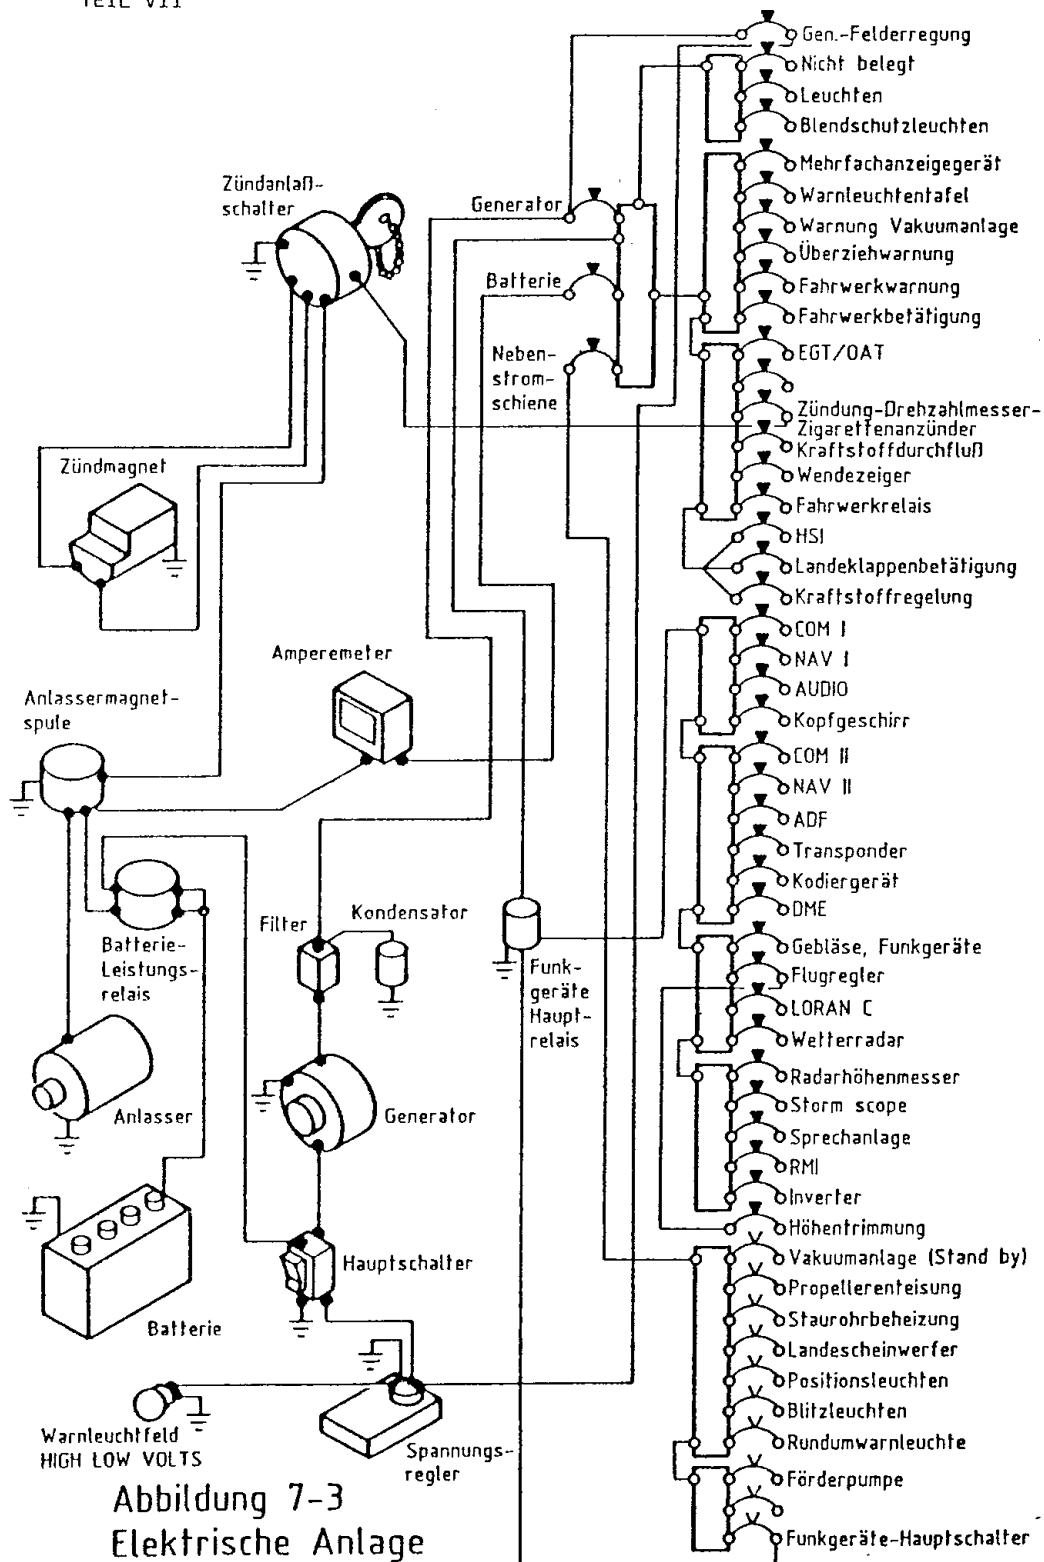 TEIL VII
Zündanlaß-
schalter
Zündmagnet
Anlassermagnet-
spule
Amperemeter
Batterie-
Leistungs-
relais
Anlasser
Batterie
Filter
Kondensator
Generator
Hauptschalter
Spannungs-
regler
Warnleuchtfeld
HIGH LOW VOLTS
Funk-
geräte
Haupt-
relais
Generator
Batterie
Neben-
strom-
schiene
Gen.-Felderregung
Nicht belegt
Leuchten
Blendschutzleuchten
Mehrfachanzeigegerät
Warnleuchtentafel
Warnung Vakuumanlage
Überziehwarnung
Fahrwerkwarnung
Fahrwerkbetätigung
EGT/OAT
Zündung-Drehzahlmesser-
Zigarettenanzünder
Kraftstoffdurchfluß
Wendezeiger
Fahrwerkrelais
HSI
Landeklappenbetätigung
Kraftstoffregelung
COM I
NAV I
AUDIO
Kopfgeschirr
COM II
NAV II
ADF
Transponder
Kodiergerät
DME
Gebläse, Funkgeräte
Flugregler
LORAN C
Wetterradar
Radarhöhenmesser
Storm scope
Sprechanlage
RMI
Inverter
Höhentrimmung
Vakuumanlage (Stand by)
Propellerenteisung
Staurohrbeheizung
Landescheinwerfer
Positionsleuchten
Blitzleuchten
Rundumwarnleuchte
Förderpumpe
Funkgeräte-Hauptschalter
Abbildung 7-3
Elektrische Anlage